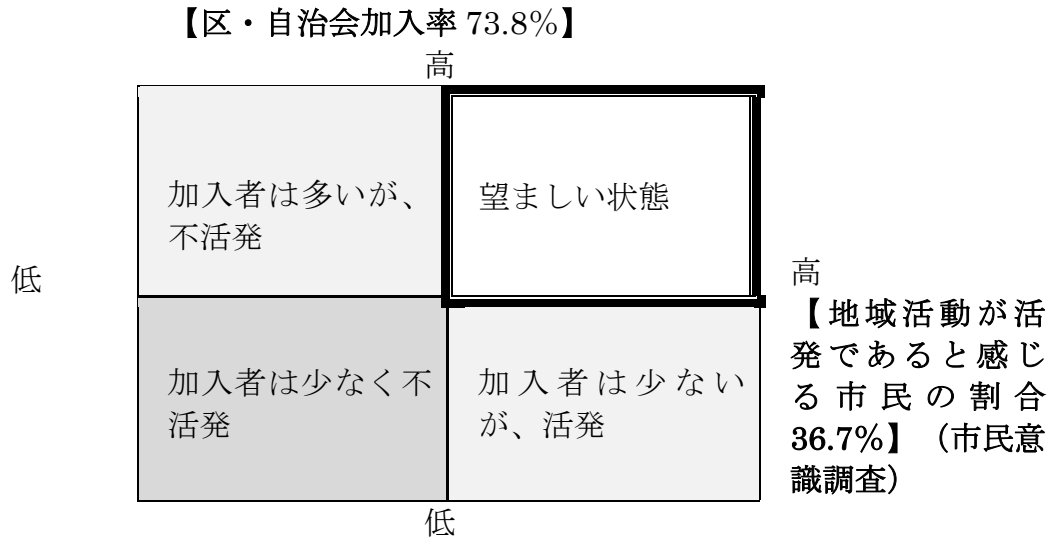 【区・自治会加入率 73.8％】
高
加入者は多いが、
不活発
望ましい状態
低
高
【地域活動が活
発であると感じ
る市民の割合
36.7％】（市民意
識調査）
加入者は少なく不
活発
加入者は少ない
が、活発
低